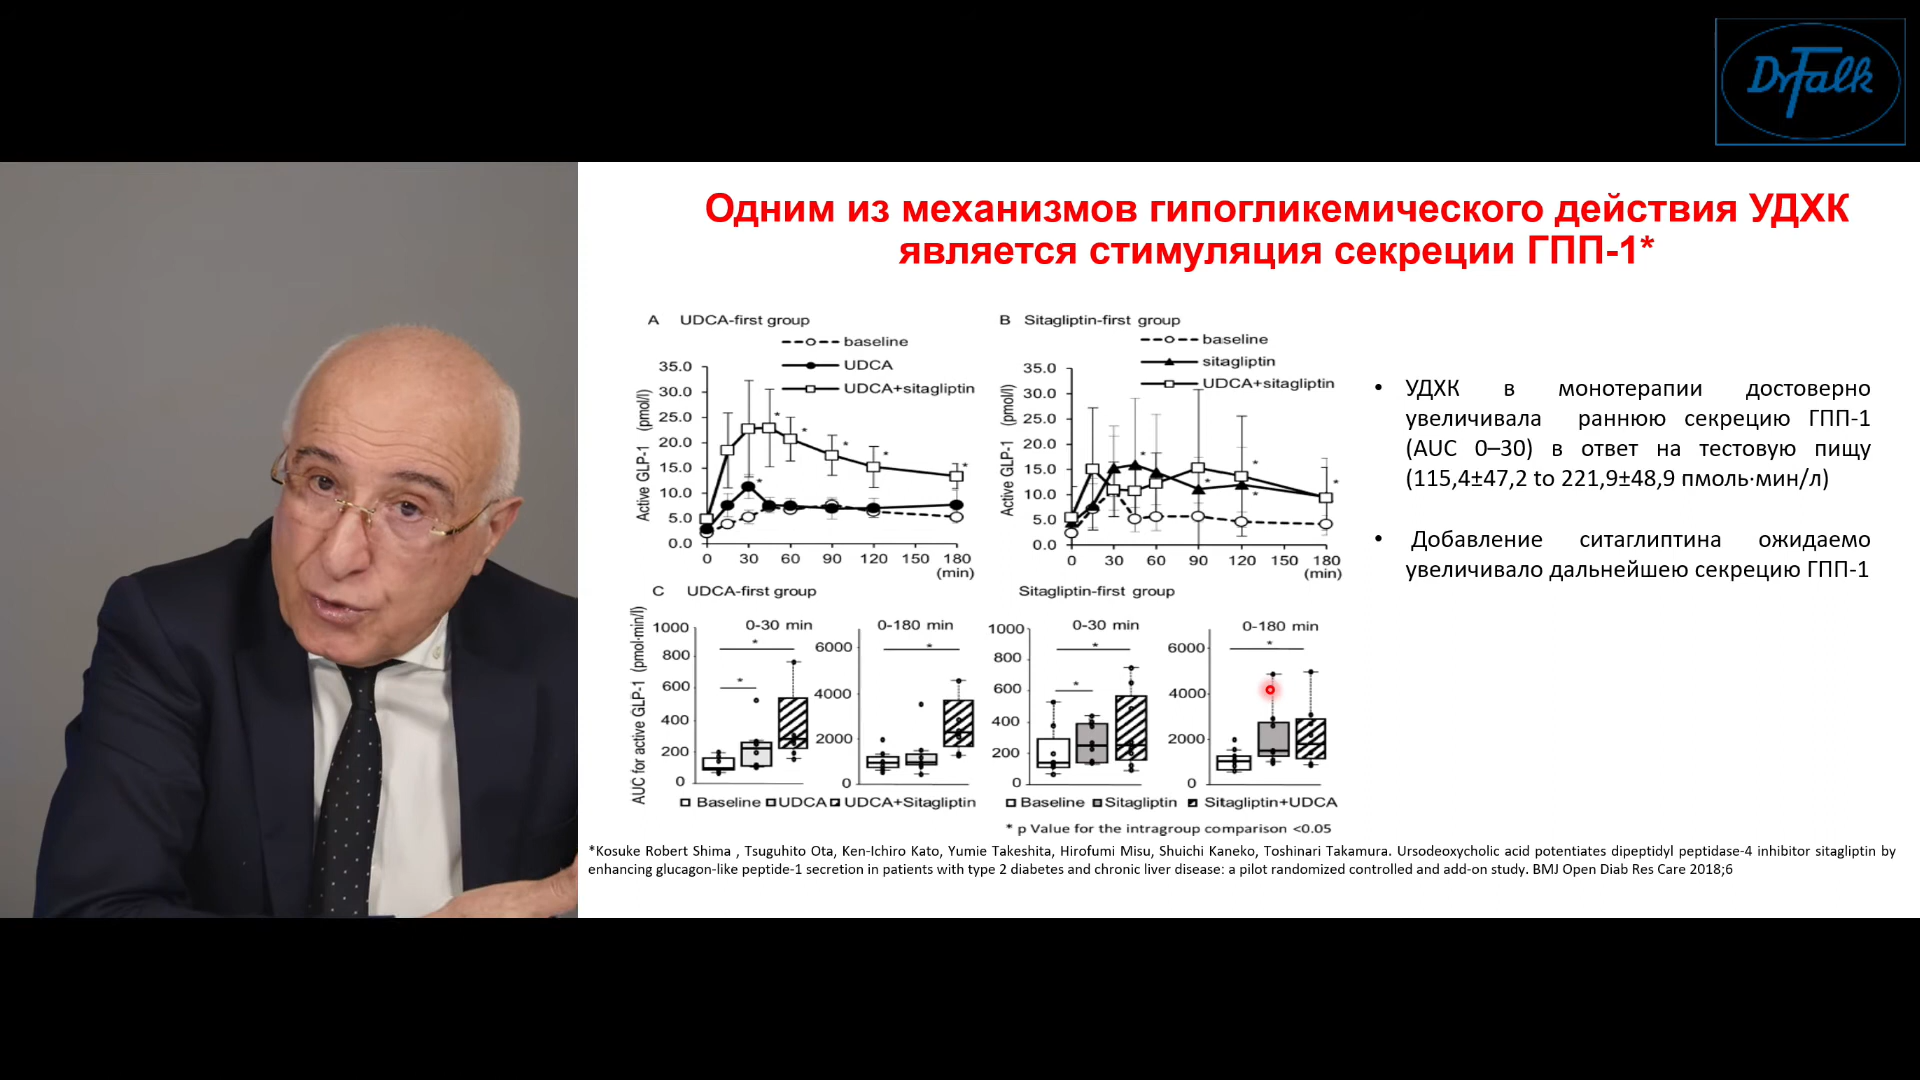 Dr Falk
Одним из механизмов гипогликемического действия УДХК
является стимуляция секреции ГПП-1*
A UDCA-first group
baseline
UDCA
UDCA+sitagliptin
Active GLP-1 (pmol/l)
35.0
30.0
25.0
20.0
15.0
10.0
5.0
0.0
0 30 60 90 120 150 180
(min)
B Sitagliptin-first group
baseline
sitagliptin
UDCA+sitagliptin
Active GLP-1 (pmol/l)
35.0
30.0
25.0
20.0
15.0
10.0
5.0
0.0
0 30 60 90 120 150 180
(min)
• УДХК в монотерапии достоверно
увеличивала раннюю секрецию ГПП-1
(AUC 0–30) в ответ на тестовую пищу
(115,4±47,2 to 221,9±48,9 пмоль·мин/л)
• Добавление ситаглиптина ожидаемо
увеличивало дальнейшею секрецию ГПП-1
C UDCA-first group
AUC for active GLP-1 (pmol·min/l)
0-30 min
1000
800
600
400
200
0
0-180 min
6000
4000
2000
0
Baseline UDCA UDCA+Sitagliptin
Sitagliptin-first group
0-30 min
1000
800
600
400
200
0
0-180 min
6000
4000
2000
0
Baseline Sitagliptin Sitagliptin+UDCA
* p Value for the intragroup comparison <0.05
*Kosuke Robert Shima , Tsuguhito Ota, Ken-Ichiro Kato, Yumie Takeshita, Hirofumi Misu, Shuichi Kaneko, Toshinari Takamura. Ursodeoxycholic acid potentiates dipeptidyl peptidase-4 inhibitor sitagliptin by
enhancing glucagon-like peptide-1 secretion in patients with type 2 diabetes and chronic liver disease: a pilot randomized controlled and add-on study. BMJ Open Diab Res Care 2018;6